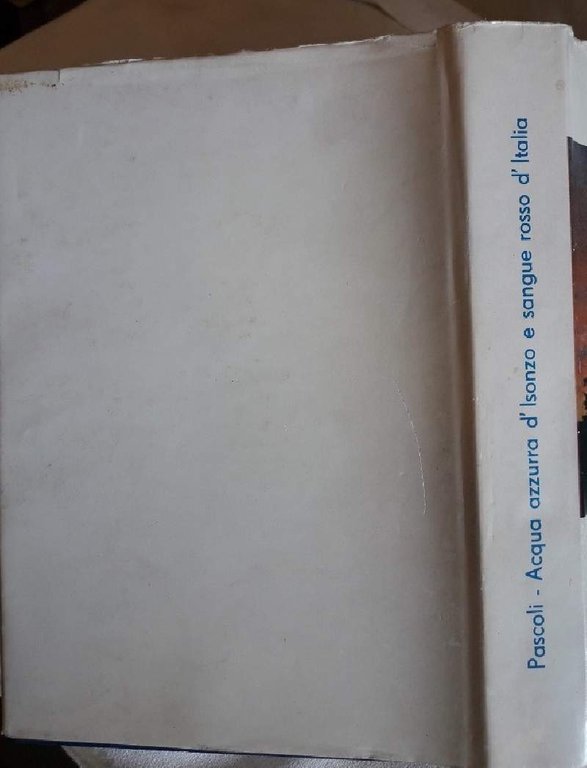 Pascoli - Acqua azzurra d'Isonzo e sangue rosso d'Italia